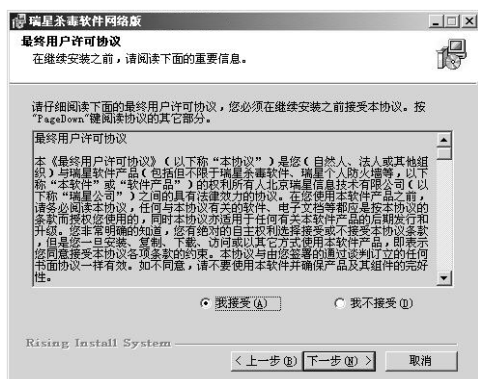 瑞星杀毒软件网络版
最终用户许可协议
在继续安装之前，请阅读下面的重要信息。
请仔细阅读下面的最终用户许可协议，您必须在继续安装之前接受本协议。按
"PageDown"键阅读协议的其它部分。
最终用户许可协议
本《最终用户许可协议》（以下称“本协议”）是您（自然人、法人或其他组
织）与瑞星软件产品（包括但不限于瑞星杀毒软件、瑞星个人防火墙等，以下
称“本软件”或“软件产品”）的权利所有人北京瑞星信息技术有限公司（以
下称“瑞星公司”）之间的具有法律效力的协议。在您使用本软件产品之前，
请务必阅读本协议，任何与本协议有关的软件、电子文档等都应是按本协议的
条款而授权您使用的，同时本协议亦适用于任何有关本软件产品的后期发行和
升级。您非常明确的知道，您有绝对的自主权利选择接受或不接受本协议条款
，但是您一旦安装、复制、下载、访问或以其它方式使用本软件产品，即表示
您同意接受本协议各项条款的约束。本协议与由您签署的通过谈判订立的任何
书面协议一样有效。如不同意，请不要使用本软件并确保产品及其组件的完好
性。
我接受(A) 我不接受(D)
Rising Install System
< 上一步(B) 下一步(N) > 取消